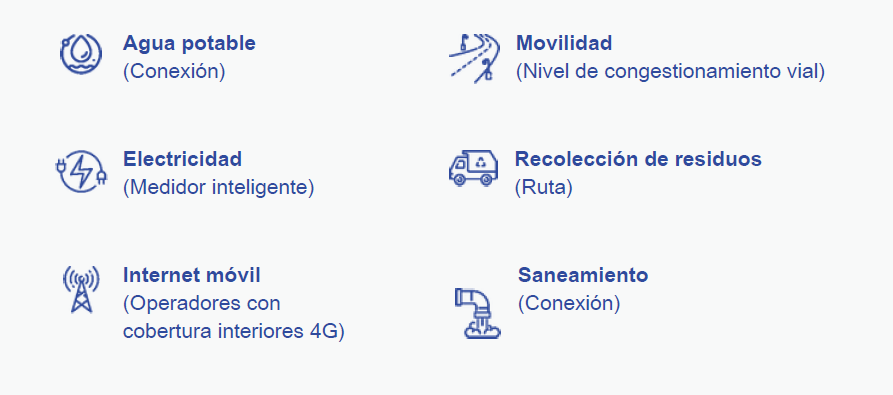 Agua potable
(Conexión)
Movilidad
(Nivel de congestionamiento vial)
Electricidad
(Medidor inteligente)
Recolección de residuos
(Ruta)
Internet móvil
(Operadores con
cobertura interiores 4G)
Saneamiento
(Conexión)